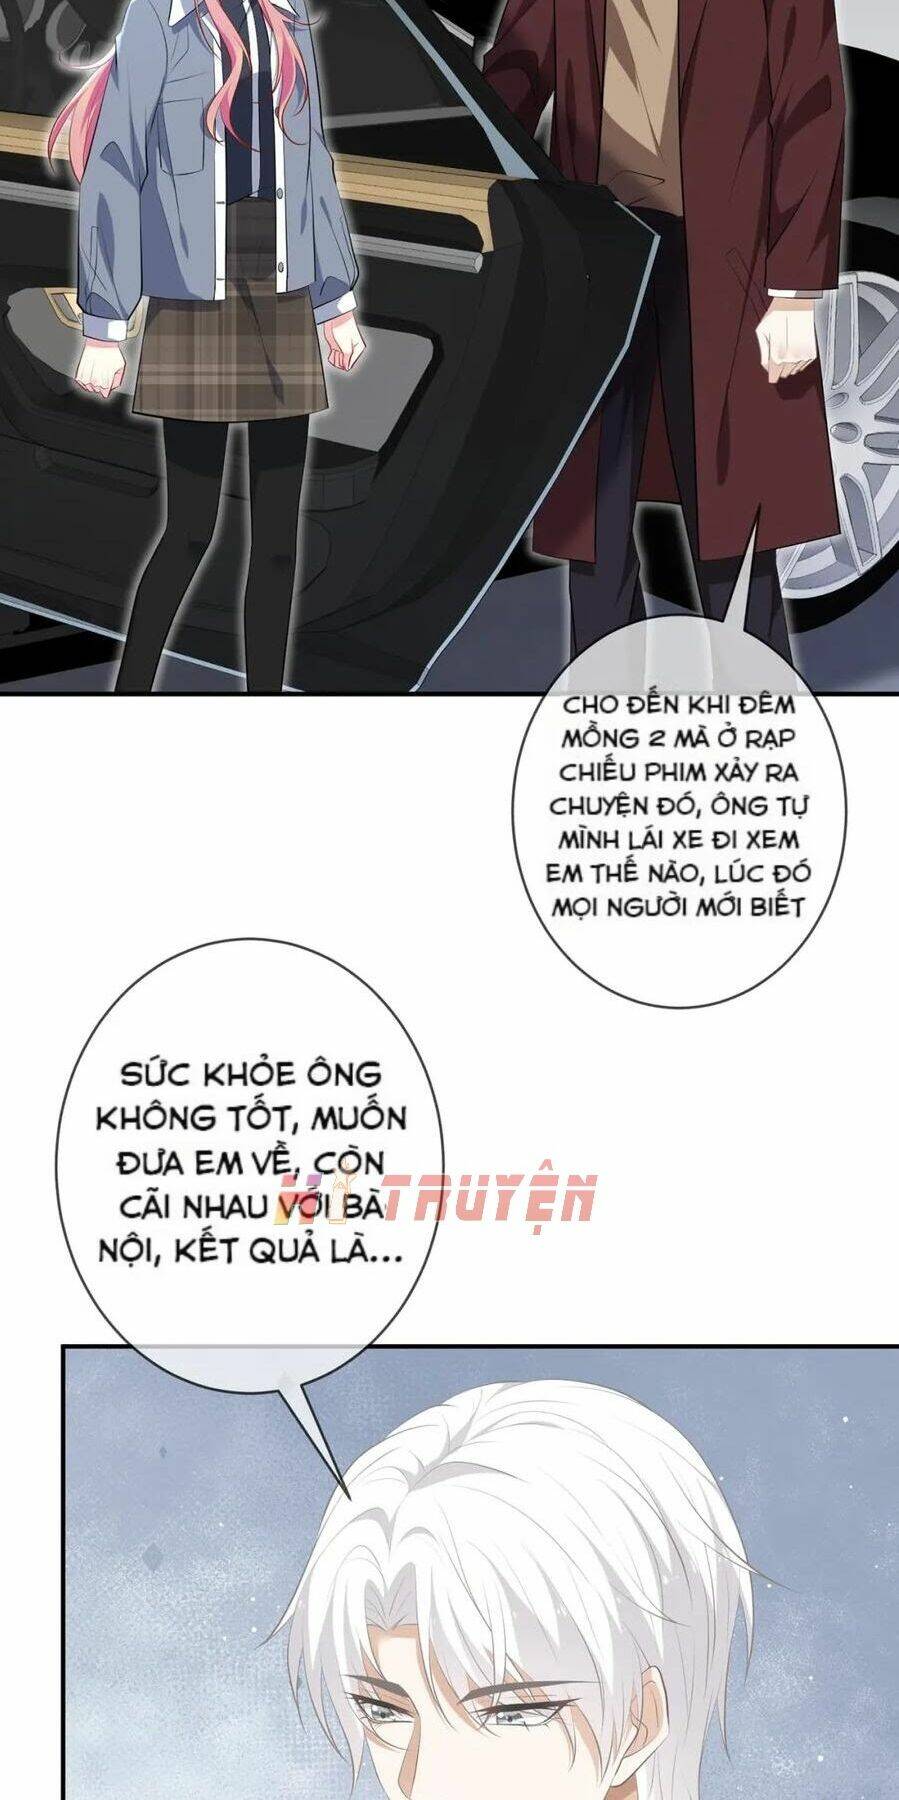 CHO ĐẾN KHI ĐÊM
MỒNG 2 MÀ Ở RẠP
CHIẾU PHIM XẢY RA
CHUYỆN ĐÓ, ÔNG TỰ
MÌNH LÁI XE ĐI XEM
EM THẾ NÀO, LÚC ĐÓ
MỌI NGƯỜI MỚI BIẾT
SỨC KHỎE ÔNG
KHÔNG TỐT, MUỐN
ĐƯA EM VỀ, CÒN
CÃI NHAU VỚI BÀ
NỘI, KẾT QUẢ LÀ...
HÍ TRUYỆN